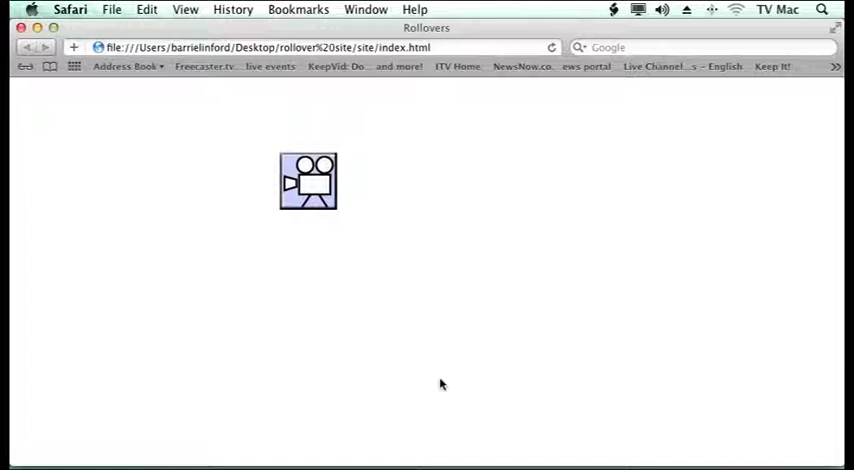 Safari File Edit View History Bookmarks Window Help TV Mac
Rollovers
file:///Users/barrielinford/Desktop/rollover%20site/site/index.html Google
Address Book Freecaster.tv live events KeepVid: Do... and more! ITV Home NewsNow.co. ews portal Live Channel...s - English Keep It!